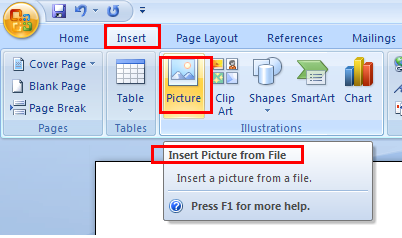 Home Insert Page Layout References Mailings
Cover Page
Blank Page
Page Break
Pages
Table
Tables
Picture Clip Art Shapes SmartArt Chart
Illustrations
Insert Picture from File
Insert a picture from a file.
Press F1 for more help.